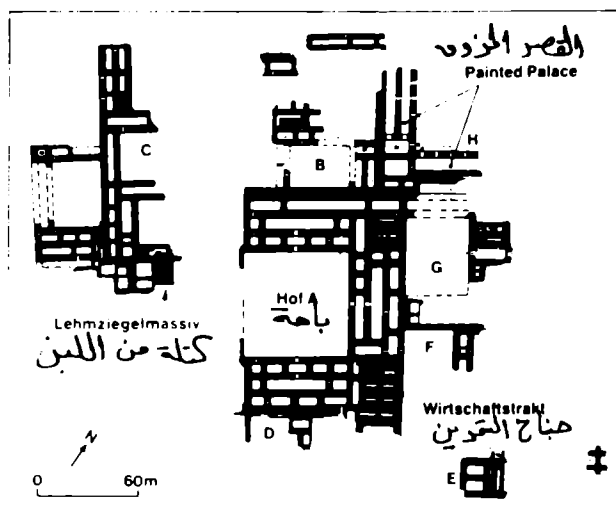 القصر المزوق
Painted Palace
C
B
H
G
Hof A
باحة
Lehmziegelmassiv
كتلة من اللبن
F
Wirtschaftstrakt
جناح التموين
D
E
N
0 60m